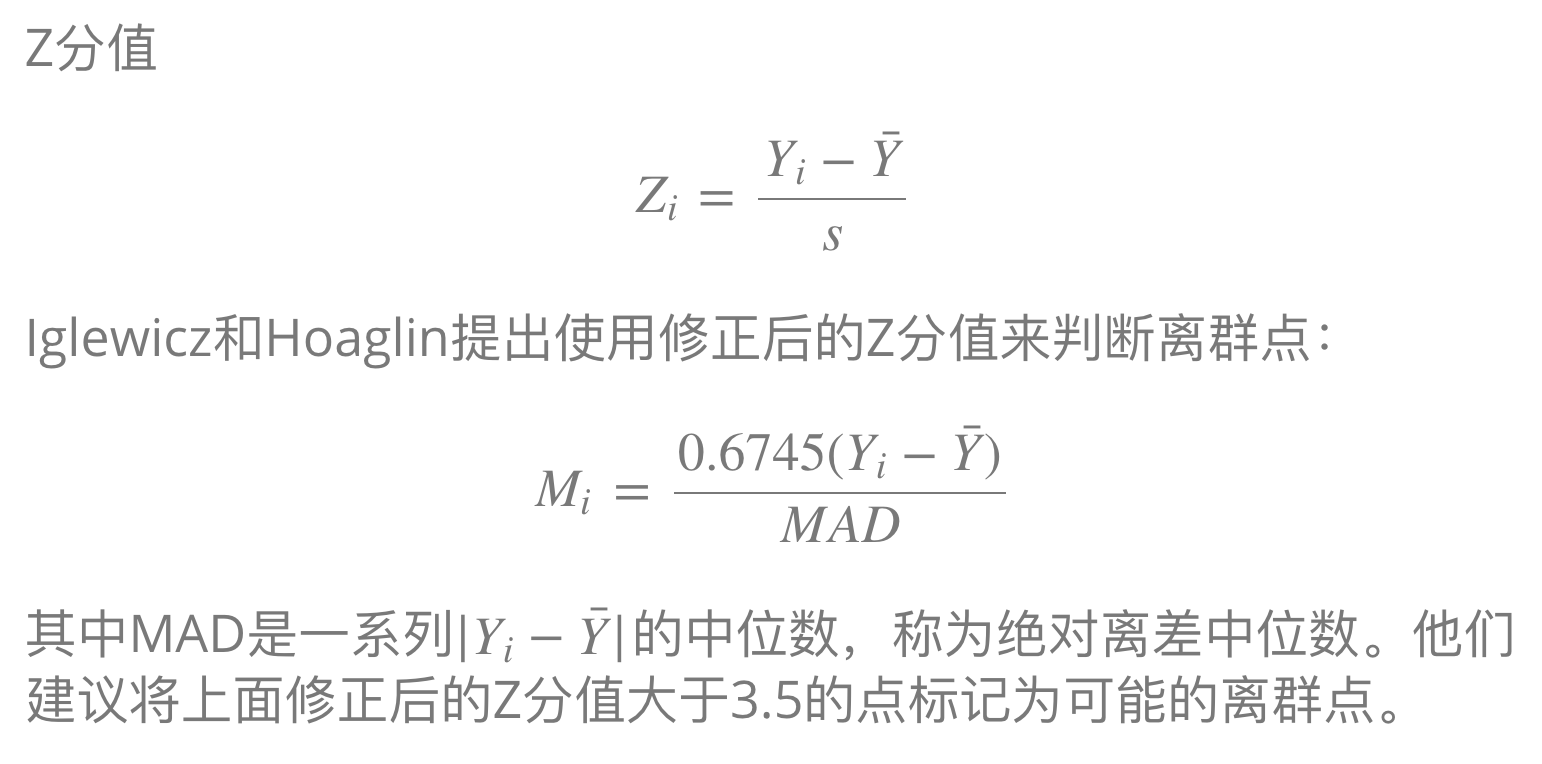 Z分值
$$Z_i = \frac{Y_i - \bar{Y}}{s}$$
Iglewicz和Hoaglin提出使用修正后的Z分值来判断离群点：
$$M_i = \frac{0.6745(Y_i - \bar{Y})}{MAD}$$
其中MAD是一系列$|Y_i - \bar{Y}|$的中位数，称为绝对离差中位数。他们
建议将上面修正后的Z分值大于3.5的点标记为可能的离群点。